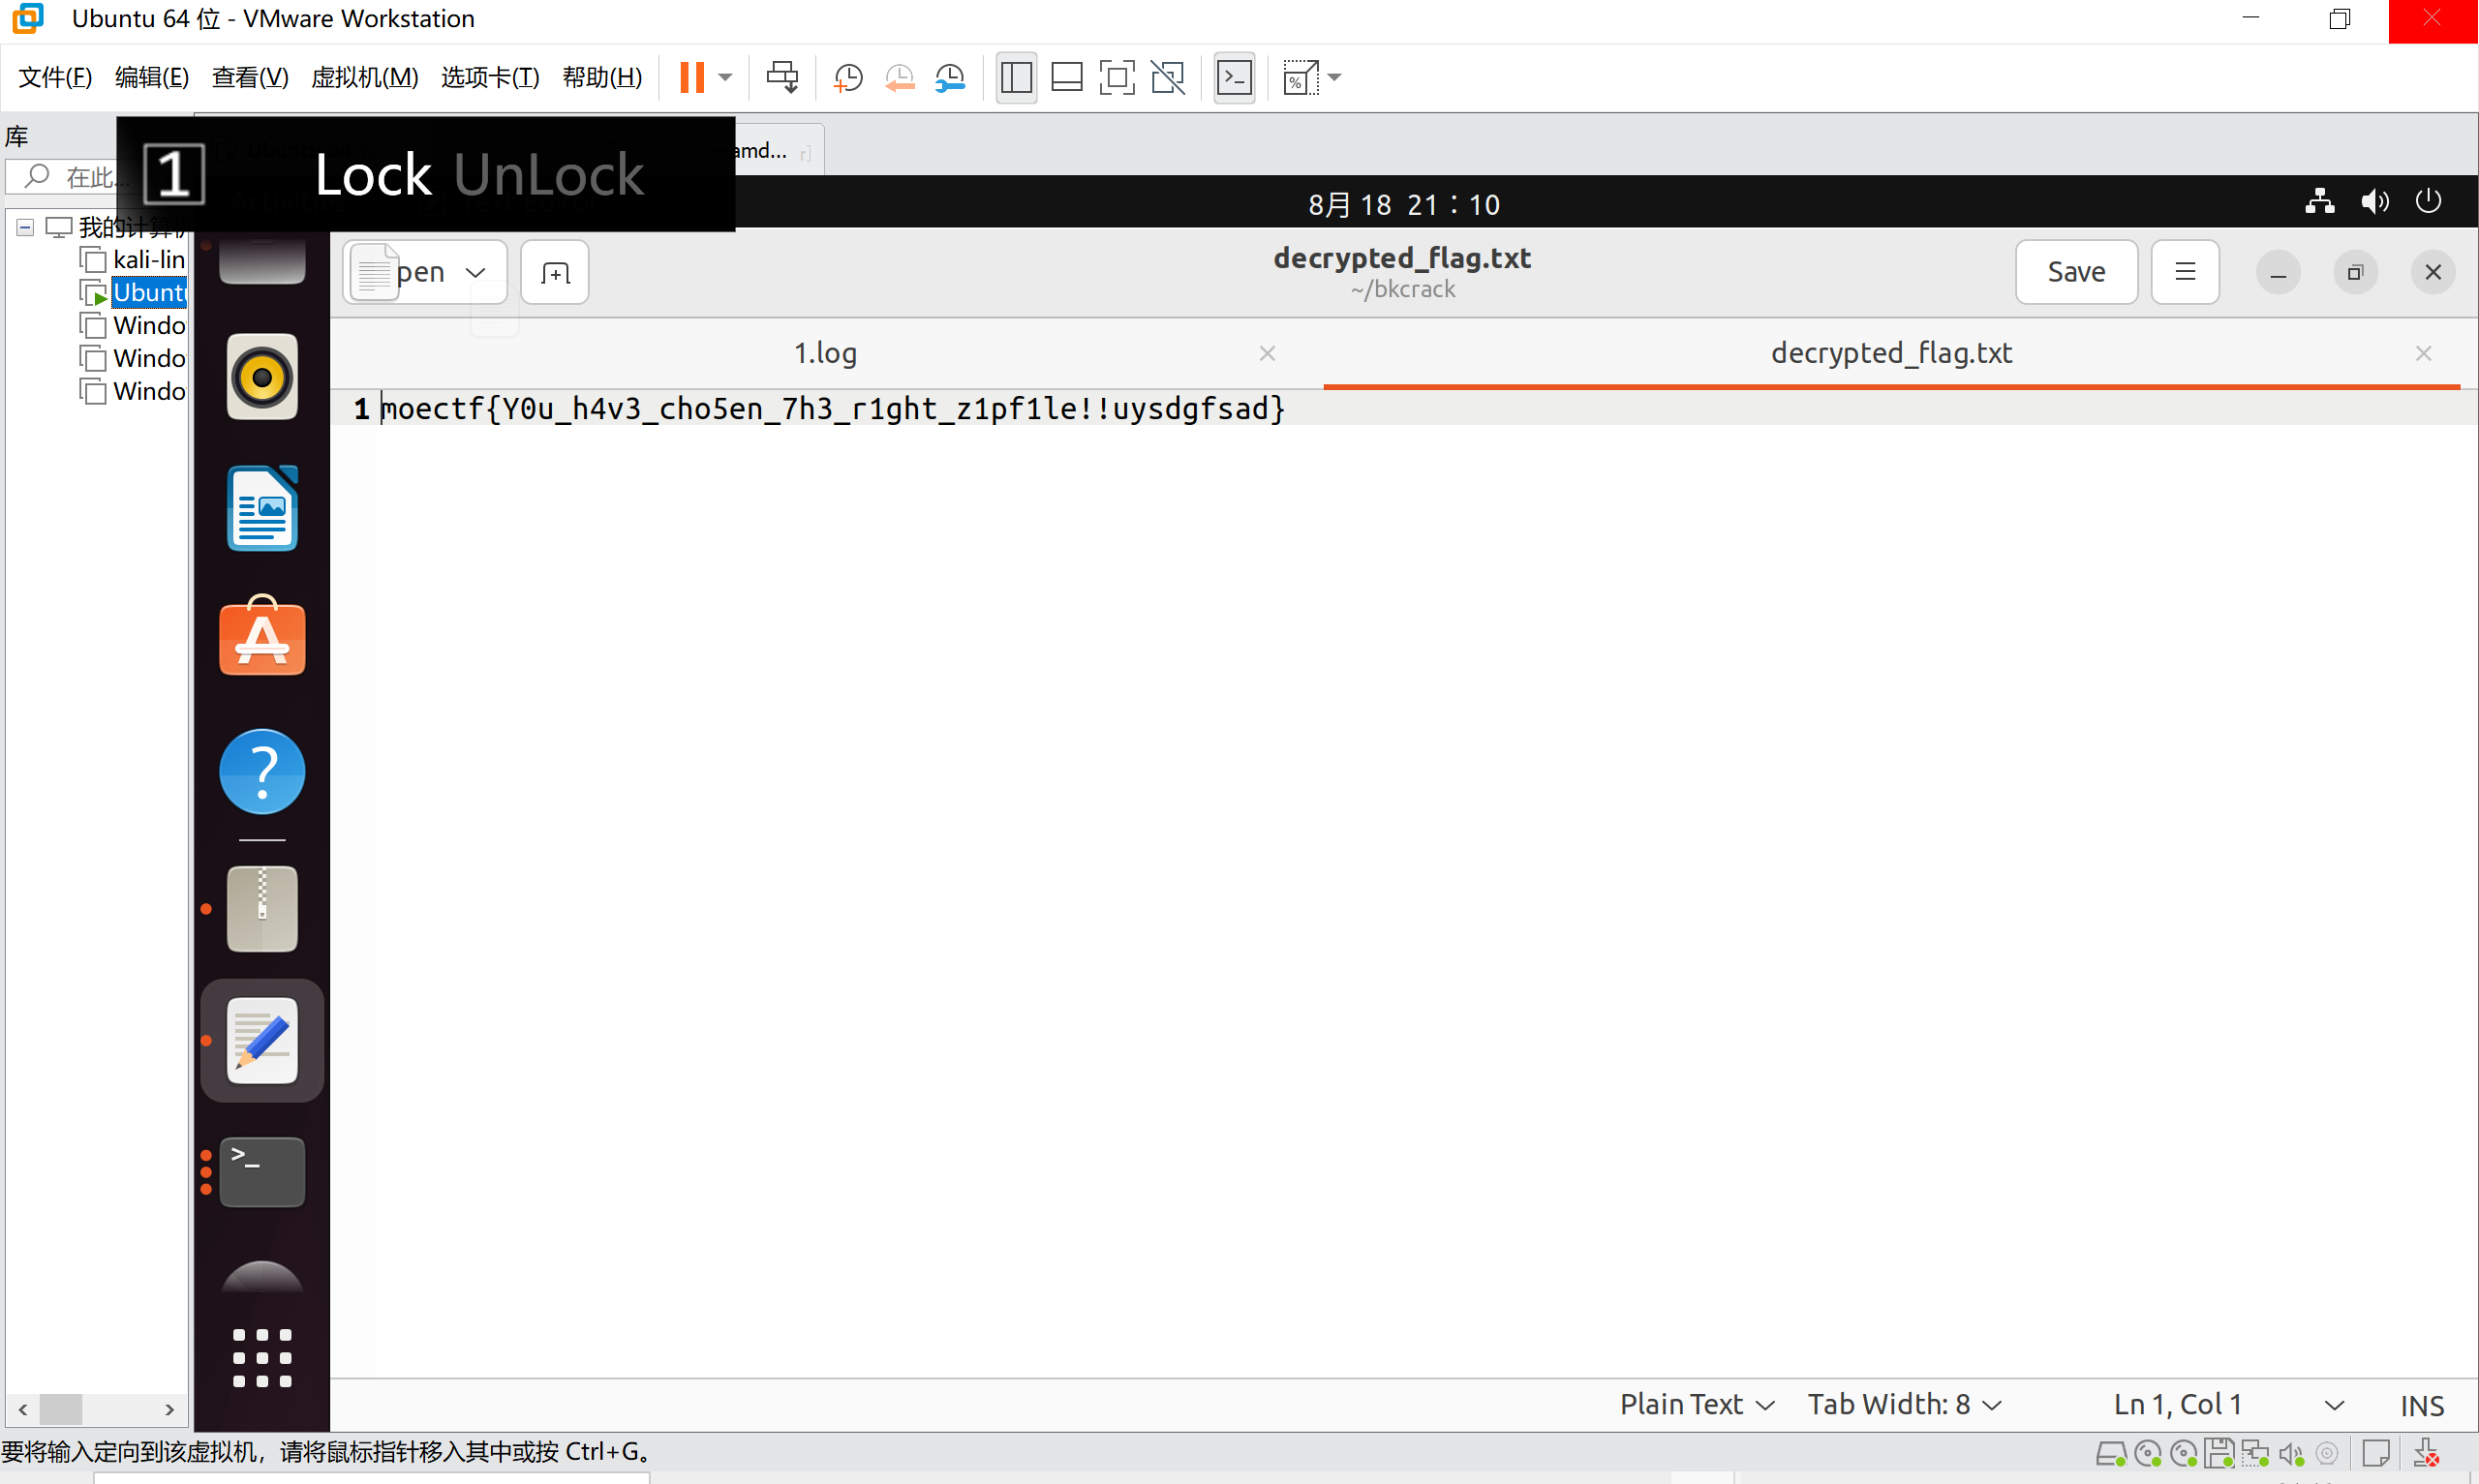 Ubuntu 64 位 - VMware Workstation
文件(F) 编辑(E) 查看(V) 虚拟机(M) 选项卡(T) 帮助(H)
库
amd...
在此...
1 Lock UnLock
8月 18 21：10
我的计算机
kali-lin
Ubuntu
Windo
Windo
Windo
pen
decrypted_flag.txt
~/bkcrack
Save
1.log
decrypted_flag.txt
1 moectf{Y0u_h4v3_cho5en_7h3_r1ght_z1pf1le!!uysdgfsad}
Plain Text Tab Width: 8 Ln 1, Col 1 INS
要将输入定向到该虚拟机，请将鼠标指针移入其中或按 Ctrl+G。